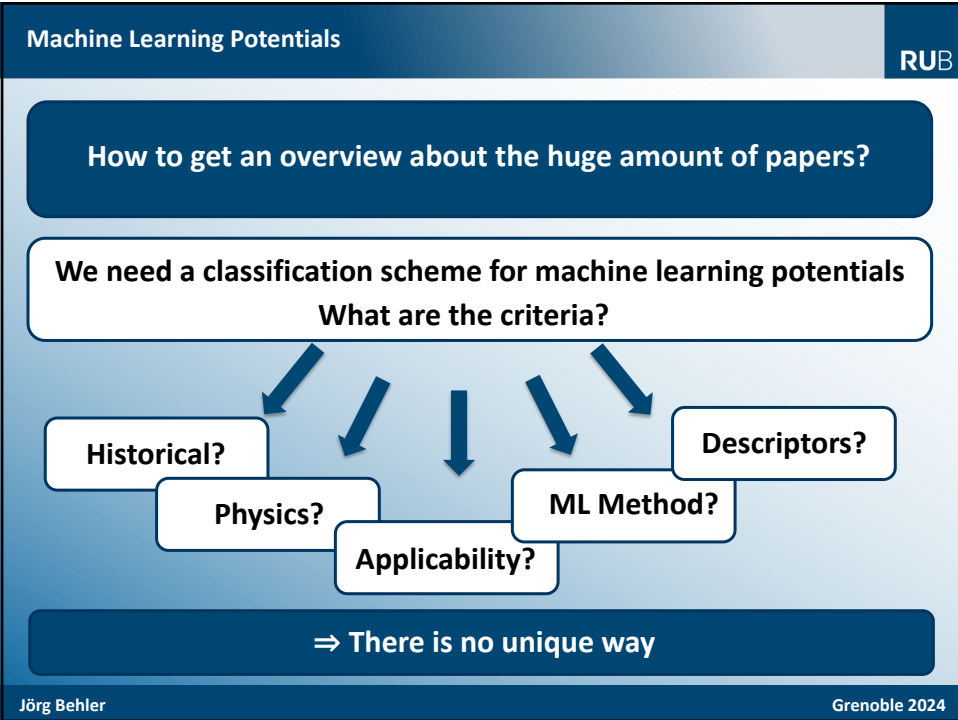 Machine Learning Potentials
RUB
How to get an overview about the huge amount of papers?
We need a classification scheme for machine learning potentials
What are the criteria?
Historical?
Physics?
Applicability?
ML Method?
Descriptors?
⇒ There is no unique way
Jörg Behler
Grenoble 2024